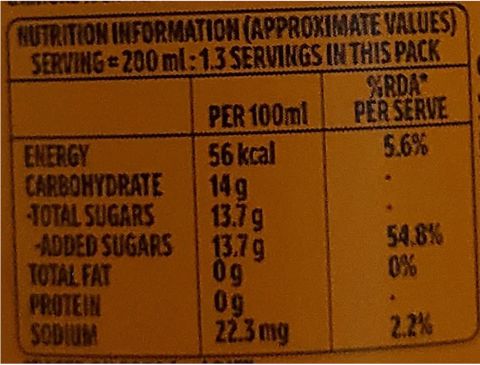 NUTRITION INFORMATION (APPROXIMATE VALUES)
SERVING = 200 ml : 1.3 SERVINGS IN THIS PACK
PER 100ml %RDA* PER SERVE
ENERGY 56 kcal 5.6%
CARBOHYDRATE 14 g -
-TOTAL SUGARS 13.7 g -
-ADDED SUGARS 13.7 g 54.8%
TOTAL FAT 0 g 0%
PROTEIN 0 g -
SODIUM 22.3 mg 2.2%